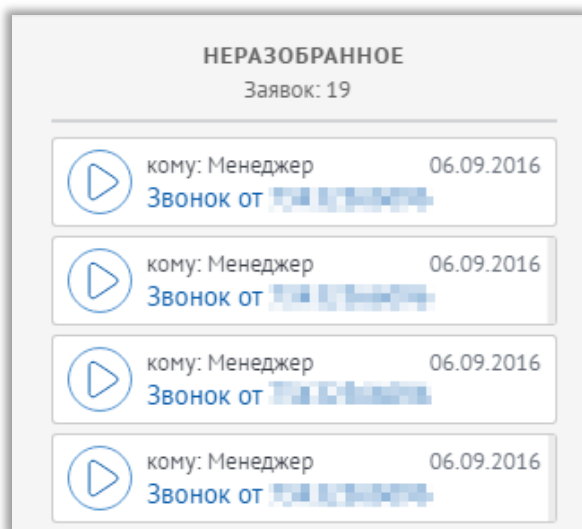 НЕРАЗОБРАННОЕ
Заявок: 19
кому: Менеджер 06.09.2016
Звонок от
кому: Менеджер 06.09.2016
Звонок от
кому: Менеджер 06.09.2016
Звонок от
кому: Менеджер 06.09.2016
Звонок от